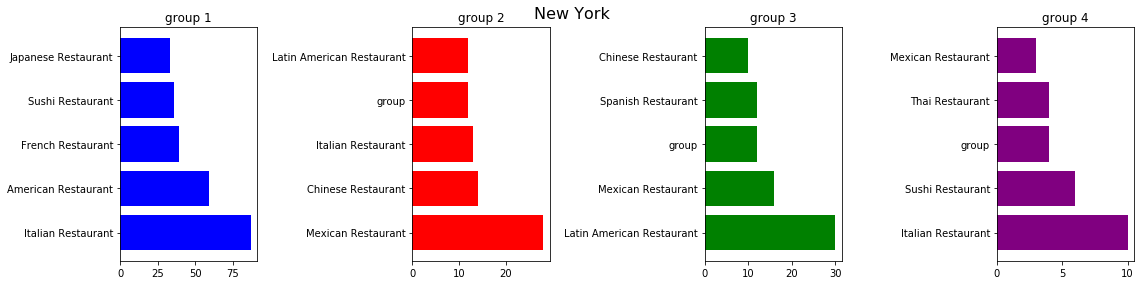 New York
group 1
Japanese Restaurant
Sushi Restaurant
French Restaurant
American Restaurant
Italian Restaurant
0 25 50 75
group 2
Latin American Restaurant
group
Italian Restaurant
Chinese Restaurant
Mexican Restaurant
0 10 20
group 3
Chinese Restaurant
Spanish Restaurant
group
Mexican Restaurant
Latin American Restaurant
0 10 20 30
group 4
Mexican Restaurant
Thai Restaurant
group
Sushi Restaurant
Italian Restaurant
0 5 10